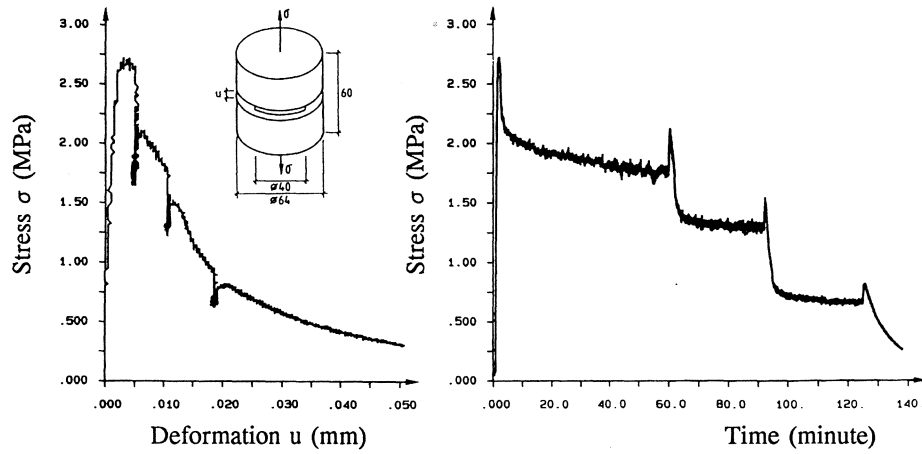 3.00
2.50
2.00
1.50
1.00
.500
.000
Stress σ (MPa)
.000 .010 .020 .030 .040 .050
Deformation u (mm)
σ
u
60
σ
ø40
ø64
3.00
2.50
2.00
1.50
1.00
.500
.000
Stress σ (MPa)
.000 20.0 40.0 60.0 80.0 100. 120. 140
Time (minute)